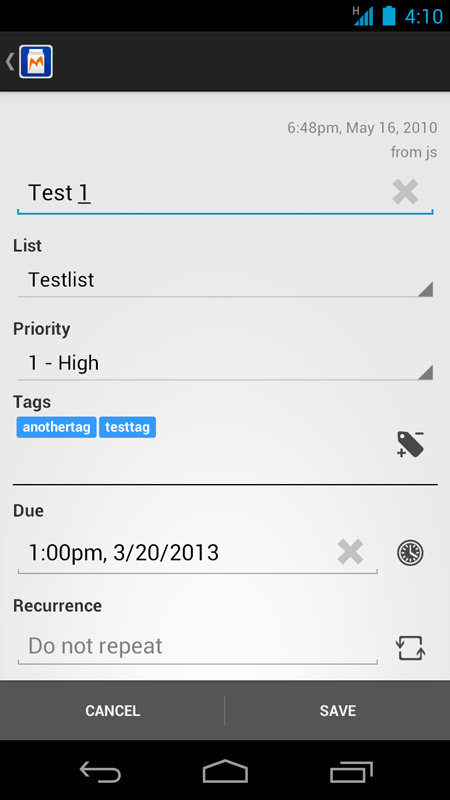 H 4:10
6:48pm, May 16, 2010
from js
Test 1
List
Testlist
Priority
1 - High
Tags
anothertag testtag
Due
1:00pm, 3/20/2013
Recurrence
Do not repeat
CANCEL SAVE